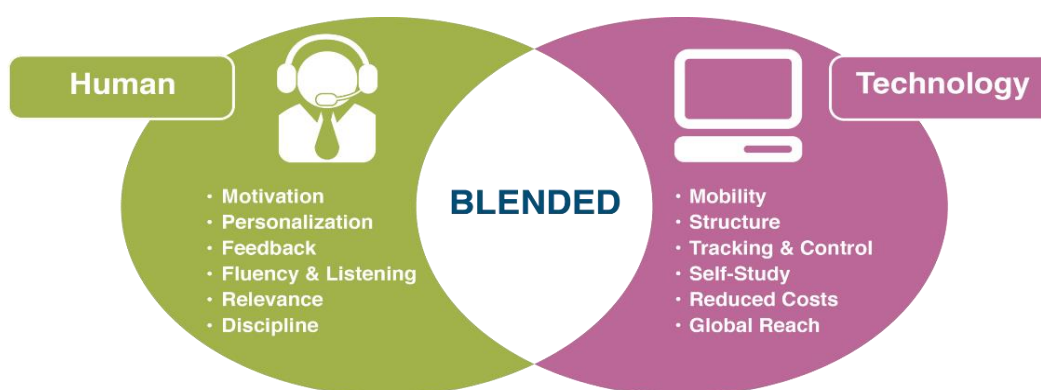 Human
· Motivation
· Personalization
· Feedback
· Fluency & Listening
· Relevance
· Discipline
BLENDED
Technology
· Mobility
· Structure
· Tracking & Control
· Self-Study
· Reduced Costs
· Global Reach